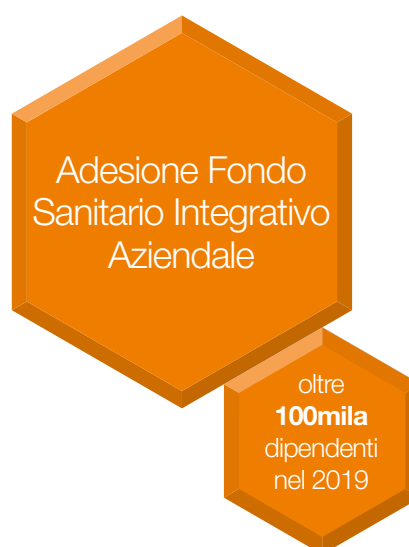 Adesione Fondo
Sanitario Integrativo
Aziendale
oltre
100mila
dipendenti
nel 2019